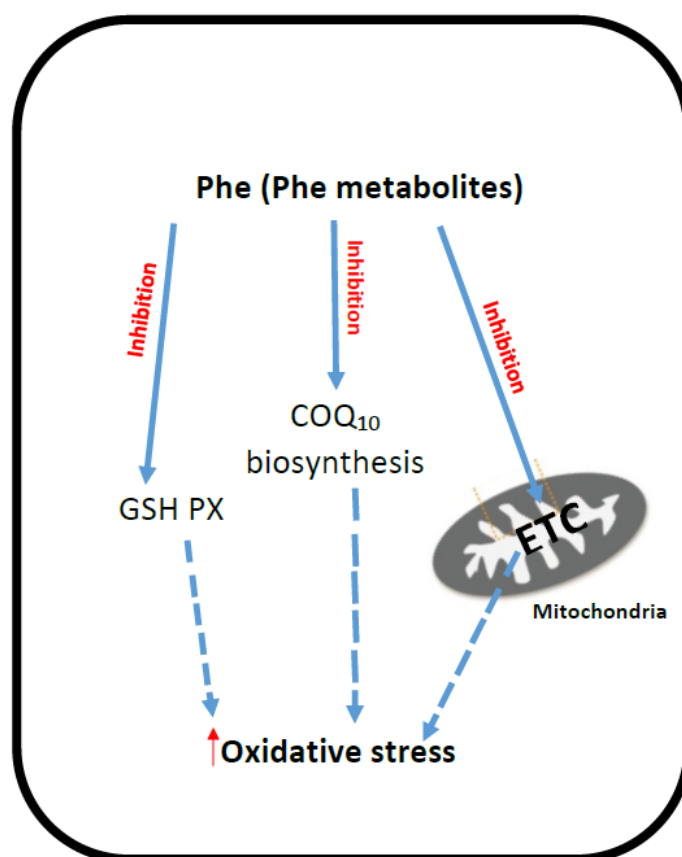 Phe (Phe metabolites)
Inhibition
Inhibition
Inhibition
COQ₁₀
biosynthesis
GSH PX
ETC
Mitochondria
Oxidative stress